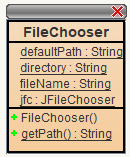 FileChooser
defaultPath : String
directory : String
fileName : String
jfc : JFileChooser
+ FileChooser()
+ getPath() : String